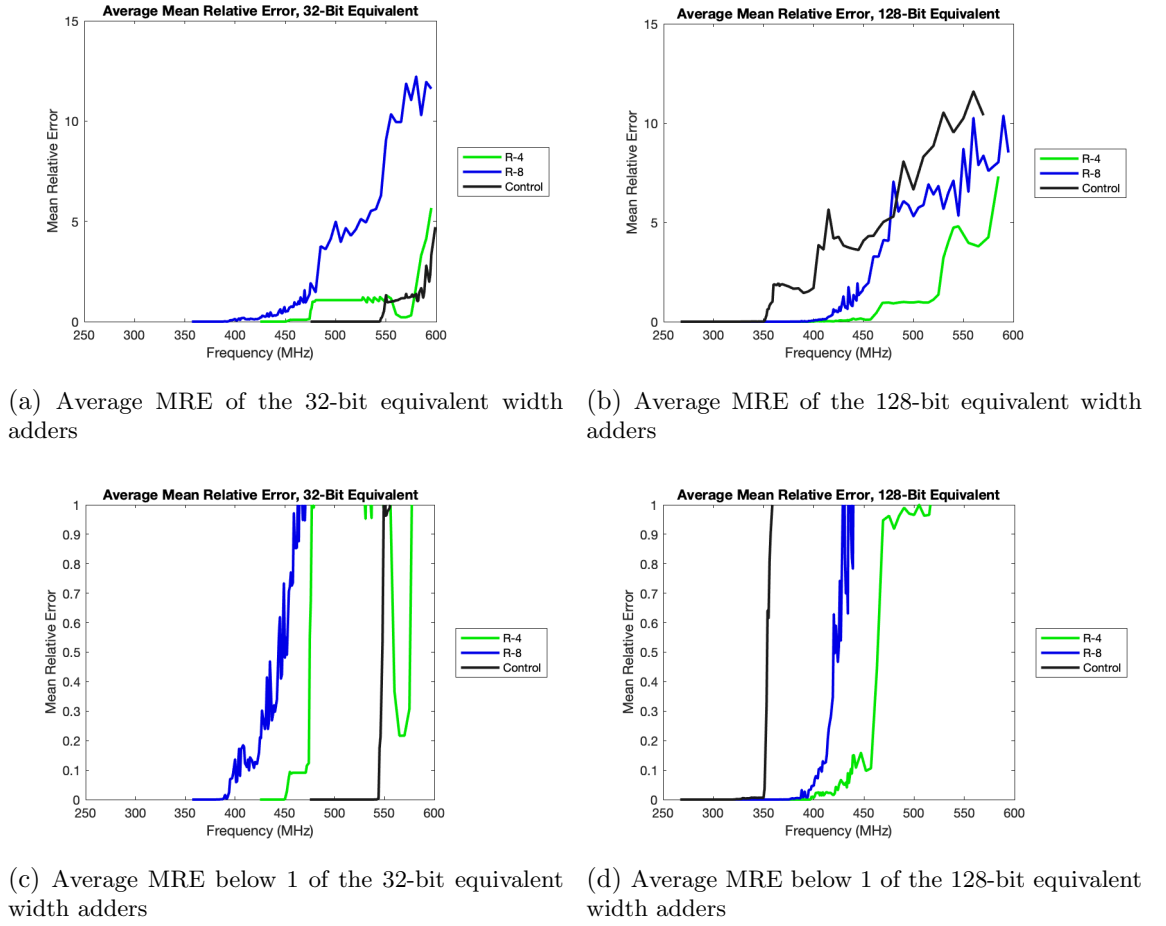 Average Mean Relative Error, 32-Bit Equivalent
15
10
5
0
Mean Relative Error
250 300 350 400 450 500 550 600
Frequency (MHz)
R-4
R-8
Control
Average Mean Relative Error, 128-Bit Equivalent
15
10
5
0
Mean Relative Error
250 300 350 400 450 500 550 600
Frequency (MHz)
R-4
R-8
Control
(a) Average MRE of the 32-bit equivalent width
adders
(b) Average MRE of the 128-bit equivalent width
adders
Average Mean Relative Error, 32-Bit Equivalent
1
0.9
0.8
0.7
0.6
0.5
0.4
0.3
0.2
0.1
0
Mean Relative Error
250 300 350 400 450 500 550 600
Frequency (MHz)
R-4
R-8
Control
Average Mean Relative Error, 128-Bit Equivalent
1
0.9
0.8
0.7
0.6
0.5
0.4
0.3
0.2
0.1
0
Mean Relative Error
250 300 350 400 450 500 550 600
Frequency (MHz)
R-4
R-8
Control
(c) Average MRE below 1 of the 32-bit equivalent
width adders
(d) Average MRE below 1 of the 128-bit equivalent
width adders